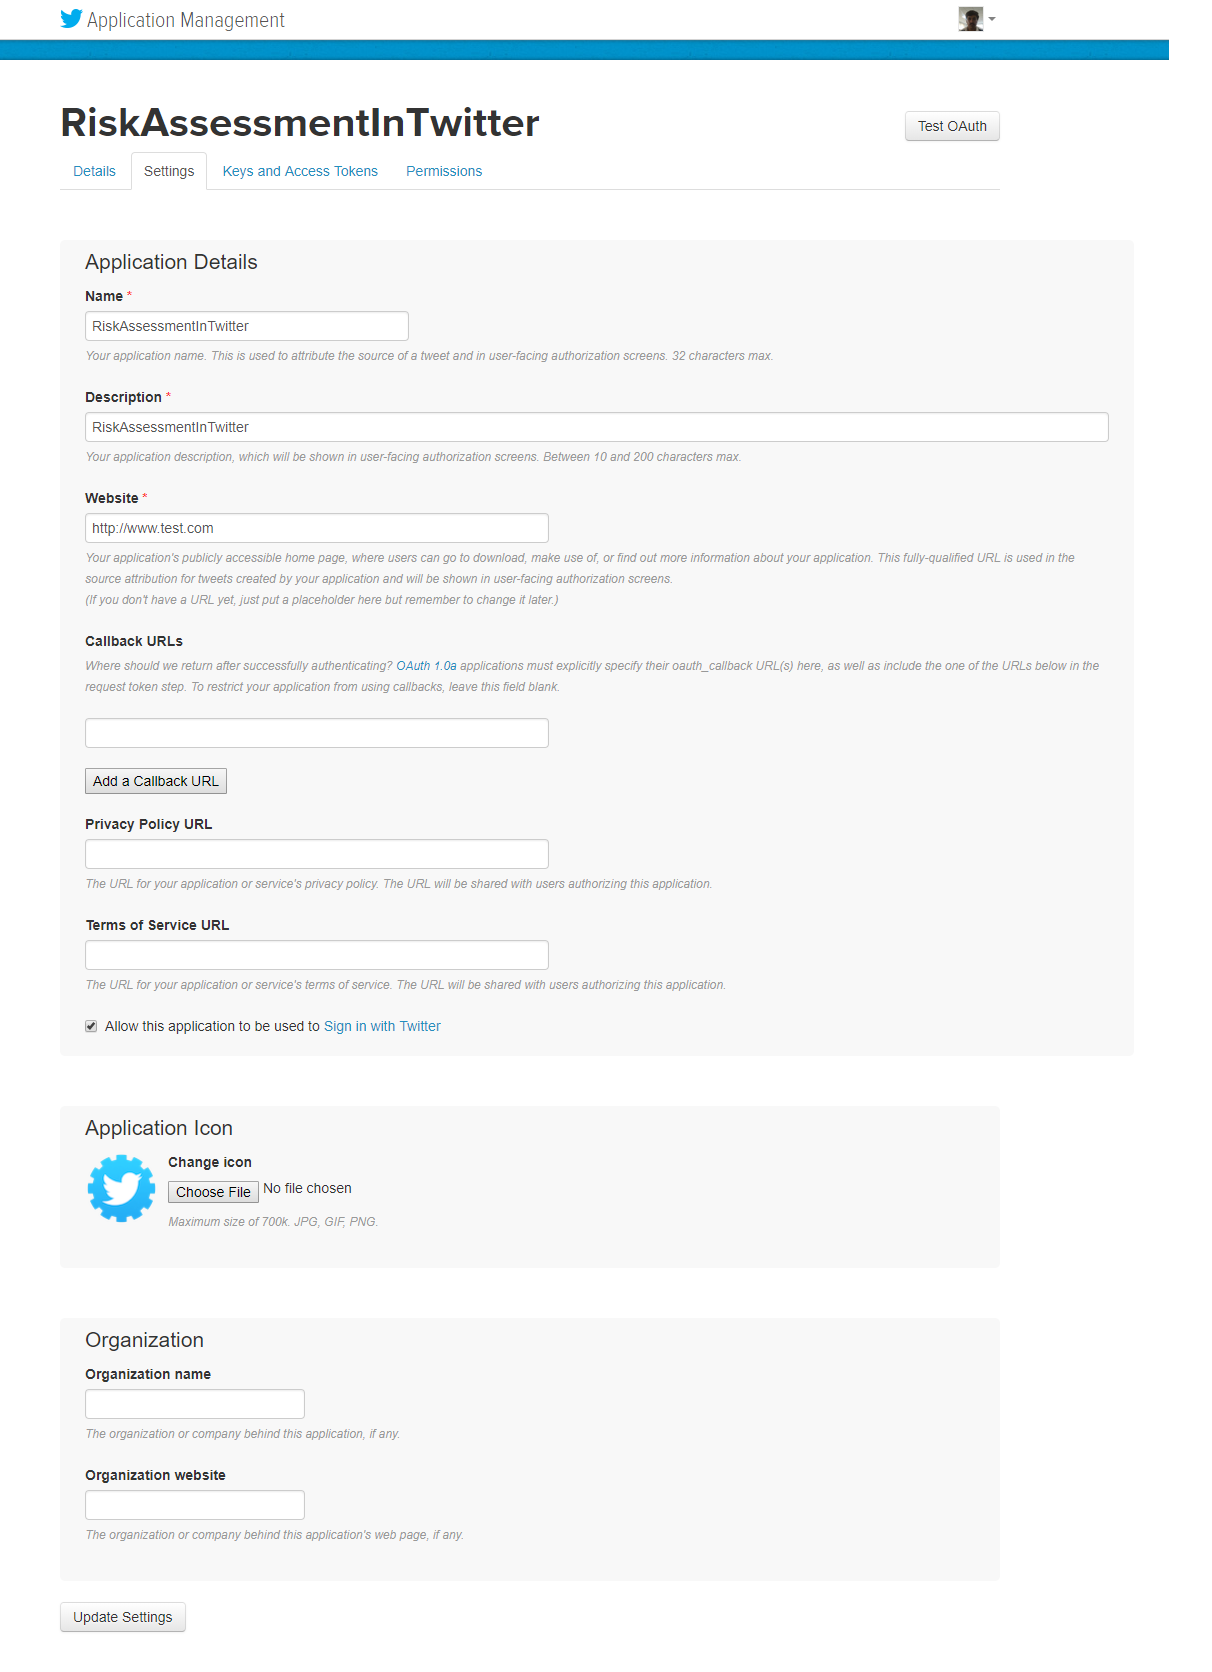 Application Management
RiskAssessmentInTwitter
Test OAuth
Details
Settings
Keys and Access Tokens
Permissions
Application Details
Name *
RiskAssessmentInTwitter
Your application name. This is used to attribute the source of a tweet and in user-facing authorization screens. 32 characters max.
Description *
RiskAssessmentInTwitter
Your application description, which will be shown in user-facing authorization screens. Between 10 and 200 characters max.
Website *
http://www.test.com
Your application's publicly accessible home page, where users can go to download, make use of, or find out more information about your application. This fully-qualified URL is used in the
source attribution for tweets created by your application and will be shown in user-facing authorization screens.
(If you don't have a URL yet, just put a placeholder here but remember to change it later.)
Callback URLs
Where should we return after successfully authenticating? OAuth 1.0a applications must explicitly specify their oauth_callback URL(s) here, as well as include the one of the URLs below in the
request token step. To restrict your application from using callbacks, leave this field blank.
Add a Callback URL
Privacy Policy URL
The URL for your application or service's privacy policy. The URL will be shared with users authorizing this application.
Terms of Service URL
The URL for your application or service's terms of service. The URL will be shared with users authorizing this application.
Allow this application to be used to Sign in with Twitter
Application Icon
Change icon
Choose File No file chosen
Maximum size of 700k. JPG, GIF, PNG.
Organization
Organization name
The organization or company behind this application, if any.
Organization website
The organization or company behind this application's web page, if any.
Update Settings